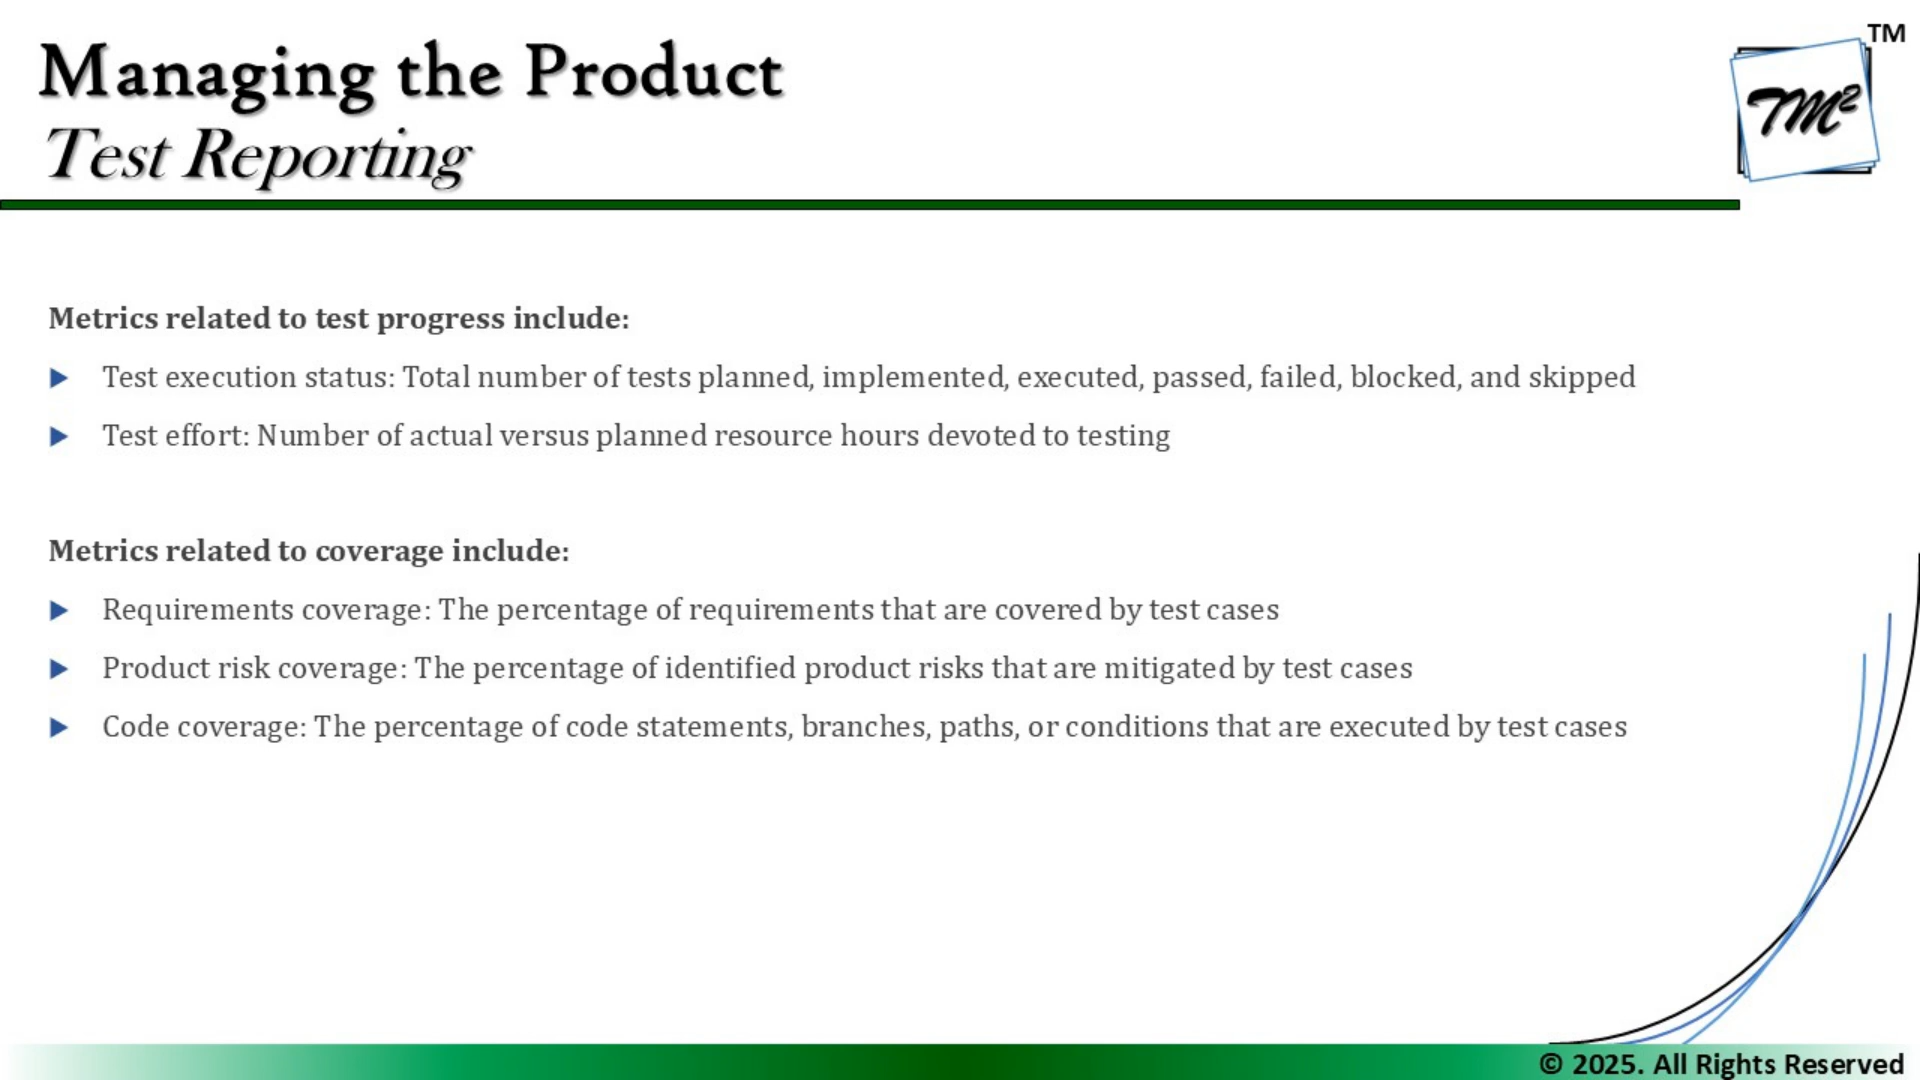 Managing the Product
Test Reporting
TM
TM²
Metrics related to test progress include:
Test execution status: Total number of tests planned, implemented, executed, passed, failed, blocked, and skipped
Test effort: Number of actual versus planned resource hours devoted to testing
Metrics related to coverage include:
Requirements coverage: The percentage of requirements that are covered by test cases
Product risk coverage: The percentage of identified product risks that are mitigated by test cases
Code coverage: The percentage of code statements, branches, paths, or conditions that are executed by test cases
© 2025. All Rights Reserved